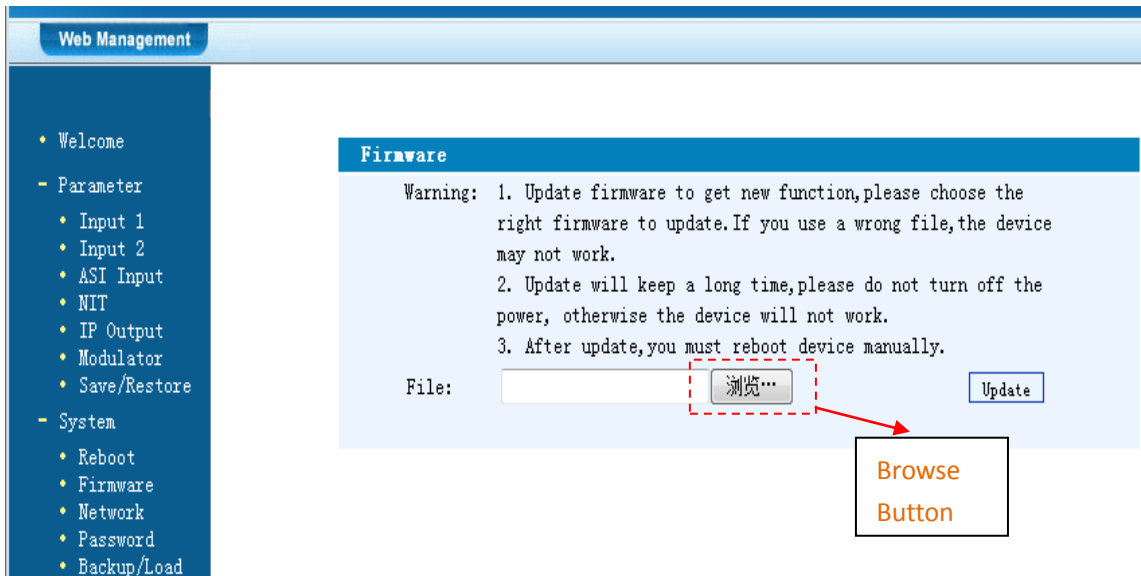 Web Management
• Welcome
- Parameter
• Input 1
• Input 2
• ASI Input
• NIT
• IP Output
• Modulator
• Save/Restore
- System
• Reboot
• Firmware
• Network
• Password
• Backup/Load
Firmware
Warning: 1. Update firmware to get new function,please choose the
right firmware to update.If you use a wrong file,the device
may not work.
2. Update will keep a long time,please do not turn off the
power, otherwise the device will not work.
3. After update,you must reboot device manually.
File: 浏览… Update
Browse
Button